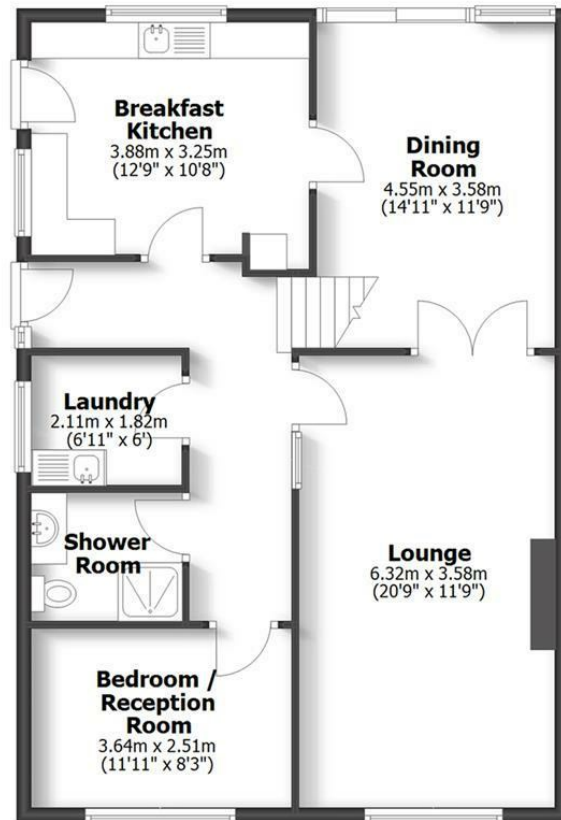 Breakfast
Kitchen
3.88m x 3.25m
(12'9" x 10'8")
Dining
Room
4.55m x 3.58m
(14'11" x 11'9")
Laundry
2.11m x 1.82m
(6'11" x 6')
Shower
Room
Lounge
6.32m x 3.58m
(20'9" x 11'9")
Bedroom /
Reception
Room
3.64m x 2.51m
(11'11" x 8'3")